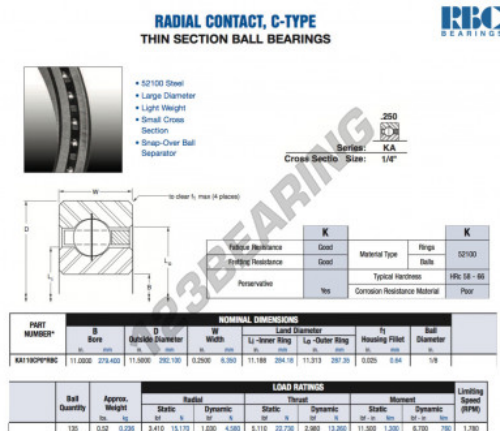 RADIAL CONTACT, C-TYPE
THIN SECTION BALL BEARINGS
RBC
BEARINGS
• 52100 Steel
• Large Diameter
• Light Weight
• Small Cross
Section
• Snap-Over Ball
Separator
.250
Series: KA
Cross Sectio Size: 1/4"
W
to clear f₁ max (4 places)
D
B
K K
Fatigue Resistance Good
Fretting Resistance Good
Perservative Yes
Material Type Rings Balls 52100
Typical Hardness HRc 58 - 66
Corrosion Resistance Material Poor
123BEARING
PART NUMBER* NOMINAL DIMENSIONS
B Bore D Outside Diameter W Width Land Diameter Lᵢ -Inner Ring -Outer Ring f₁ Housing Fillet Ball Diameter
in. mm in. mm in. mm in. mm in. mm in. mm in.
KA110CP0*RBC 11.0000 279.400 11.5000 292.100 0.2500 6.350 11.188 284.18 11.313 287.35 0.025 0.64 1/8
LOAD RATINGS
Ball Quantity Approx. Weight Radial Thrust Moment Limiting Speed (RPM)
Static Dynamic Static Dynamic Static Dynamic
lbs. kg lbf N lbf N lbf N lbf N lbf - in Nm lbf - in Nm
135 0.52 0.236 3,410 15,170 1,030 4,580 5,110 22,730 2,980 13,260 11,500 1,300 6,700 760 1,780